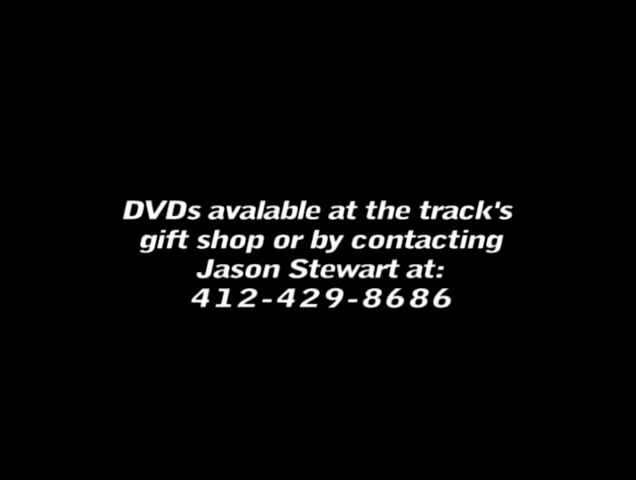 DVDs avalable at the track's
gift shop or by contacting
Jason Stewart at:
412-429-8686